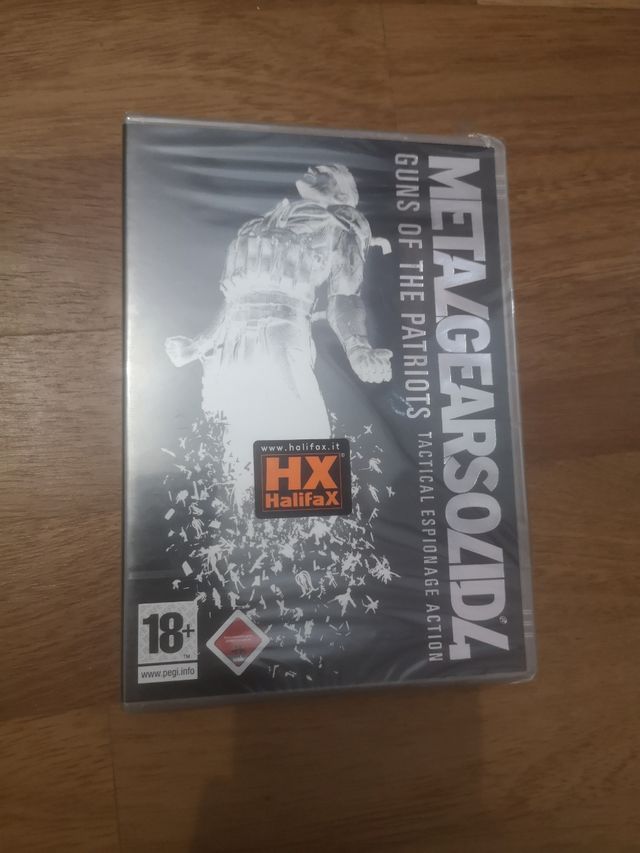 METAL GEAR SOLID 4®
GUNS OF THE PATRIOTS TACTICAL ESPIONAGE ACTION
www.halifax.it
HX®
HalifaX
18+
TM
www.pegi.info